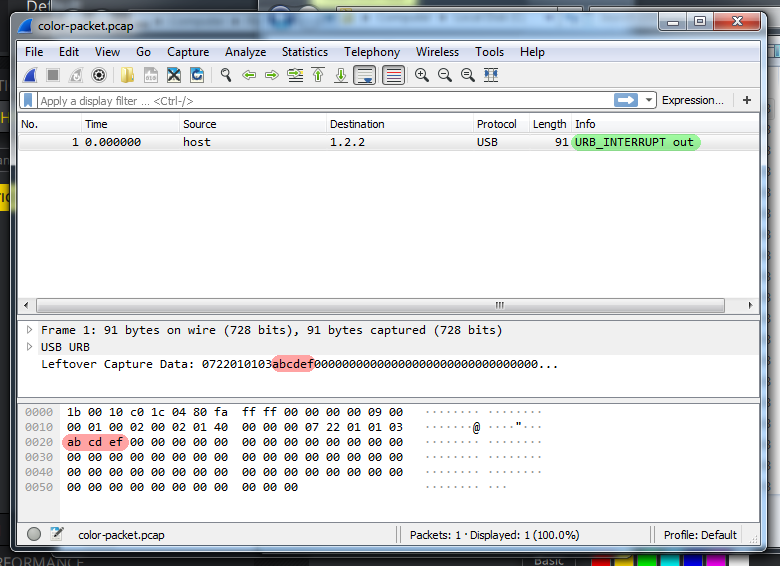 Def
color-packet.pcap
File Edit View Go Capture Analyze Statistics Telephony Wireless Tools Help
Apply a display filter ... <Ctrl-/> Expression... +
No. Time Source Destination Protocol Length Info
1 0.000000 host 1.2.2 USB 91 URB_INTERRUPT out
Frame 1: 91 bytes on wire (728 bits), 91 bytes captured (728 bits)
USB URB
Leftover Capture Data: 0722010103abcdef00000000000000000000000000000000...
0000 1b 00 10 c0 1c 04 80 fa ff ff 00 00 00 00 09 00 ········ ········
0010 00 01 00 02 00 02 01 40 00 00 00 07 22 01 01 03 ·······@ ····"···
0020 ab cd ef 00 00 00 00 00 00 00 00 00 00 00 00 00 ········ ········
0030 00 00 00 00 00 00 00 00 00 00 00 00 00 00 00 00 ········ ········
0040 00 00 00 00 00 00 00 00 00 00 00 00 00 00 00 00 ········ ········
0050 00 00 00 00 00 00 00 00 00 00 00 ········ ···
color-packet.pcap Packets: 1 · Displayed: 1 (100.0%) Profile: Default
RFORMANCE Basic